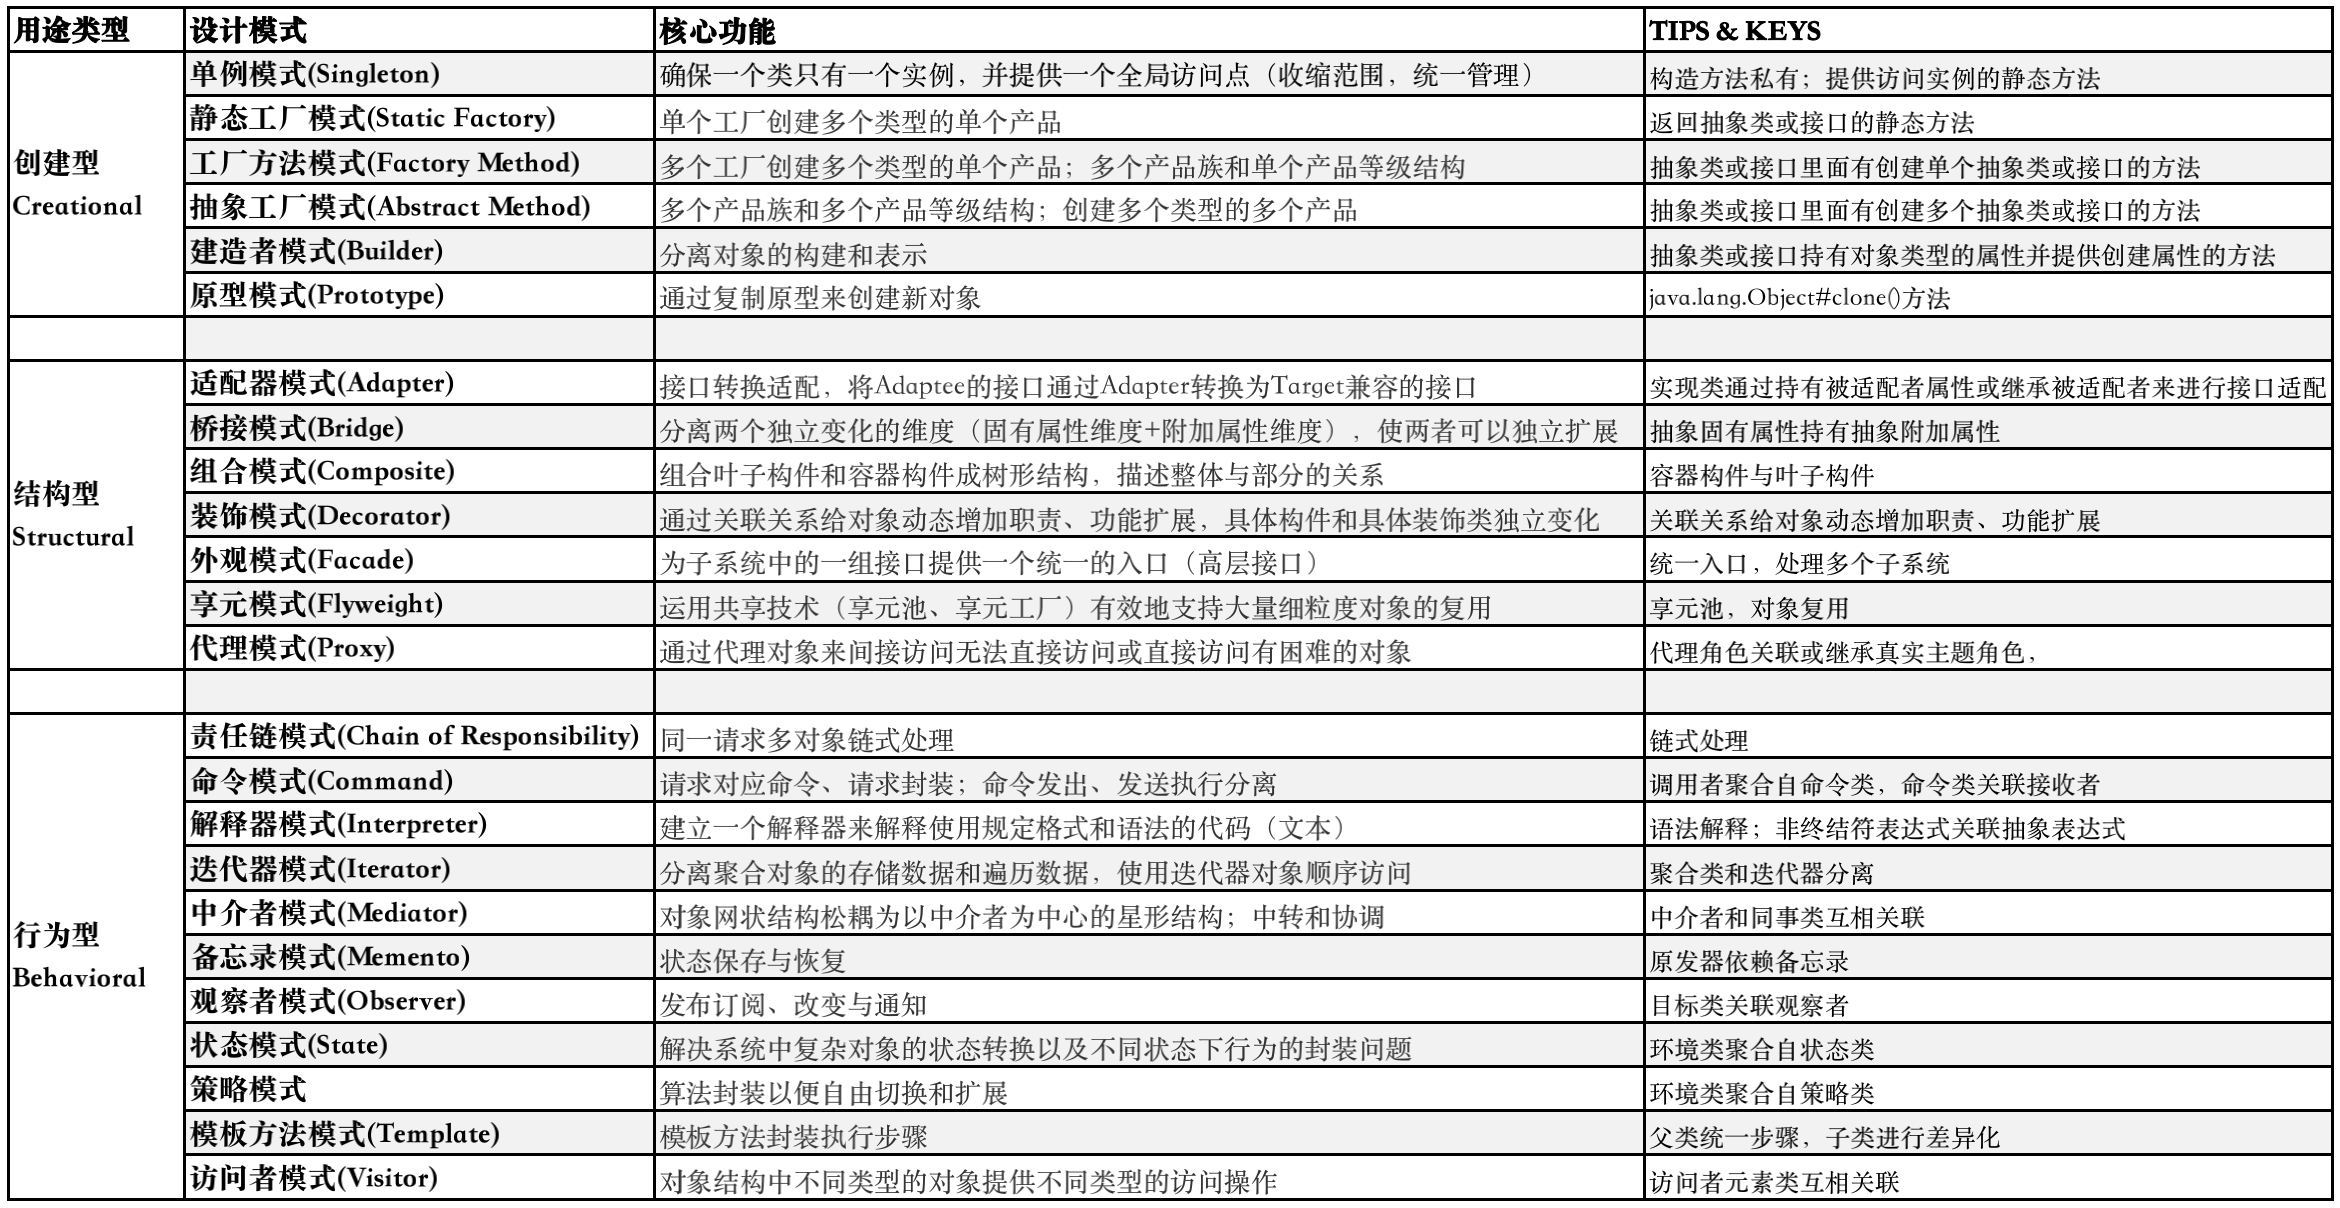 用途类型 设计模式 核心功能 TIPS & KEYS
单例模式(Singleton) 确保一个类只有一个实例，并提供一个全局访问点（收缩范围，统一管理） 构造方法私有；提供访问实例的静态方法
静态工厂模式(Static Factory) 单个工厂创建多个类型的单个产品 返回抽象类或接口的静态方法
创建型
Creational
工厂方法模式(Factory Method) 多个工厂创建多个类型的单个产品；多个产品族和单个产品等级结构 抽象类或接口里面有创建单个抽象类或接口的方法
抽象工厂模式(Abstract Method) 多个产品族和多个产品等级结构；创建多个类型的多个产品 抽象类或接口里面有创建多个抽象类或接口的方法
建造者模式(Builder) 分离对象的构建和表示 抽象类或接口持有对象类型的属性并提供创建属性的方法
原型模式(Prototype) 通过复制原型来创建新对象 java.lang.Object#clone()方法
适配器模式(Adapter) 接口转换适配，将Adaptee的接口通过Adapter转换为Target兼容的接口 实现类通过持有被适配者属性或继承被适配者来进行接口适配
桥接模式(Bridge) 分离两个独立变化的维度（固有属性维度+附加属性维度），使两者可以独立扩展 抽象固有属性持有抽象附加属性
组合模式(Composite) 组合叶子构件和容器构件成树形结构，描述整体与部分的关系 容器构件与叶子构件
结构型
Structural
装饰模式(Decorator) 通过关联关系给对象动态增加职责、功能扩展，具体构件和具体装饰类独立变化 关联关系给对象动态增加职责、功能扩展
外观模式(Facade) 为子系统中的一组接口提供一个统一的入口（高层接口） 统一入口，处理多个子系统
享元模式(Flyweight) 运用共享技术（享元池、享元工厂）有效地支持大量细粒度对象的复用 享元池，对象复用
代理模式(Proxy) 通过代理对象来间接访问无法直接访问或直接访问有困难的对象 代理角色关联或继承真实主题角色，
责任链模式(Chain of Responsibility) 同一请求多对象链式处理 链式处理
命令模式(Command) 请求对应命令、请求封装；命令发出、发送执行分离 调用者聚合自命令类，命令类关联接收者
解释器模式(Interpreter) 建立一个解释器来解释使用规定格式和语法的代码（文本） 语法解释；非终结符表达式关联抽象表达式
迭代器模式(Iterator) 分离聚合对象的存储数据和遍历数据，使用迭代器对象顺序访问 聚合类和迭代器分离
中介者模式(Mediator) 对象网状结构松耦为以中介者为中心的星形结构；中转和协调 中介者和同事类互相关联
行为型
Behavioral
备忘录模式(Memento) 状态保存与恢复 原发器依赖备忘录
观察者模式(Observer) 发布订阅、改变与通知 目标类关联观察者
状态模式(State) 解决系统中复杂对象的状态转换以及不同状态下行为的封装问题 环境类聚合自状态类
策略模式 算法封装以便自由切换和扩展 环境类聚合自策略类
模板方法模式(Template) 模板方法封装执行步骤 父类统一步骤，子类进行差异化
访问者模式(Visitor) 对象结构中不同类型的对象提供不同类型的访问操作 访问者元素类互相关联